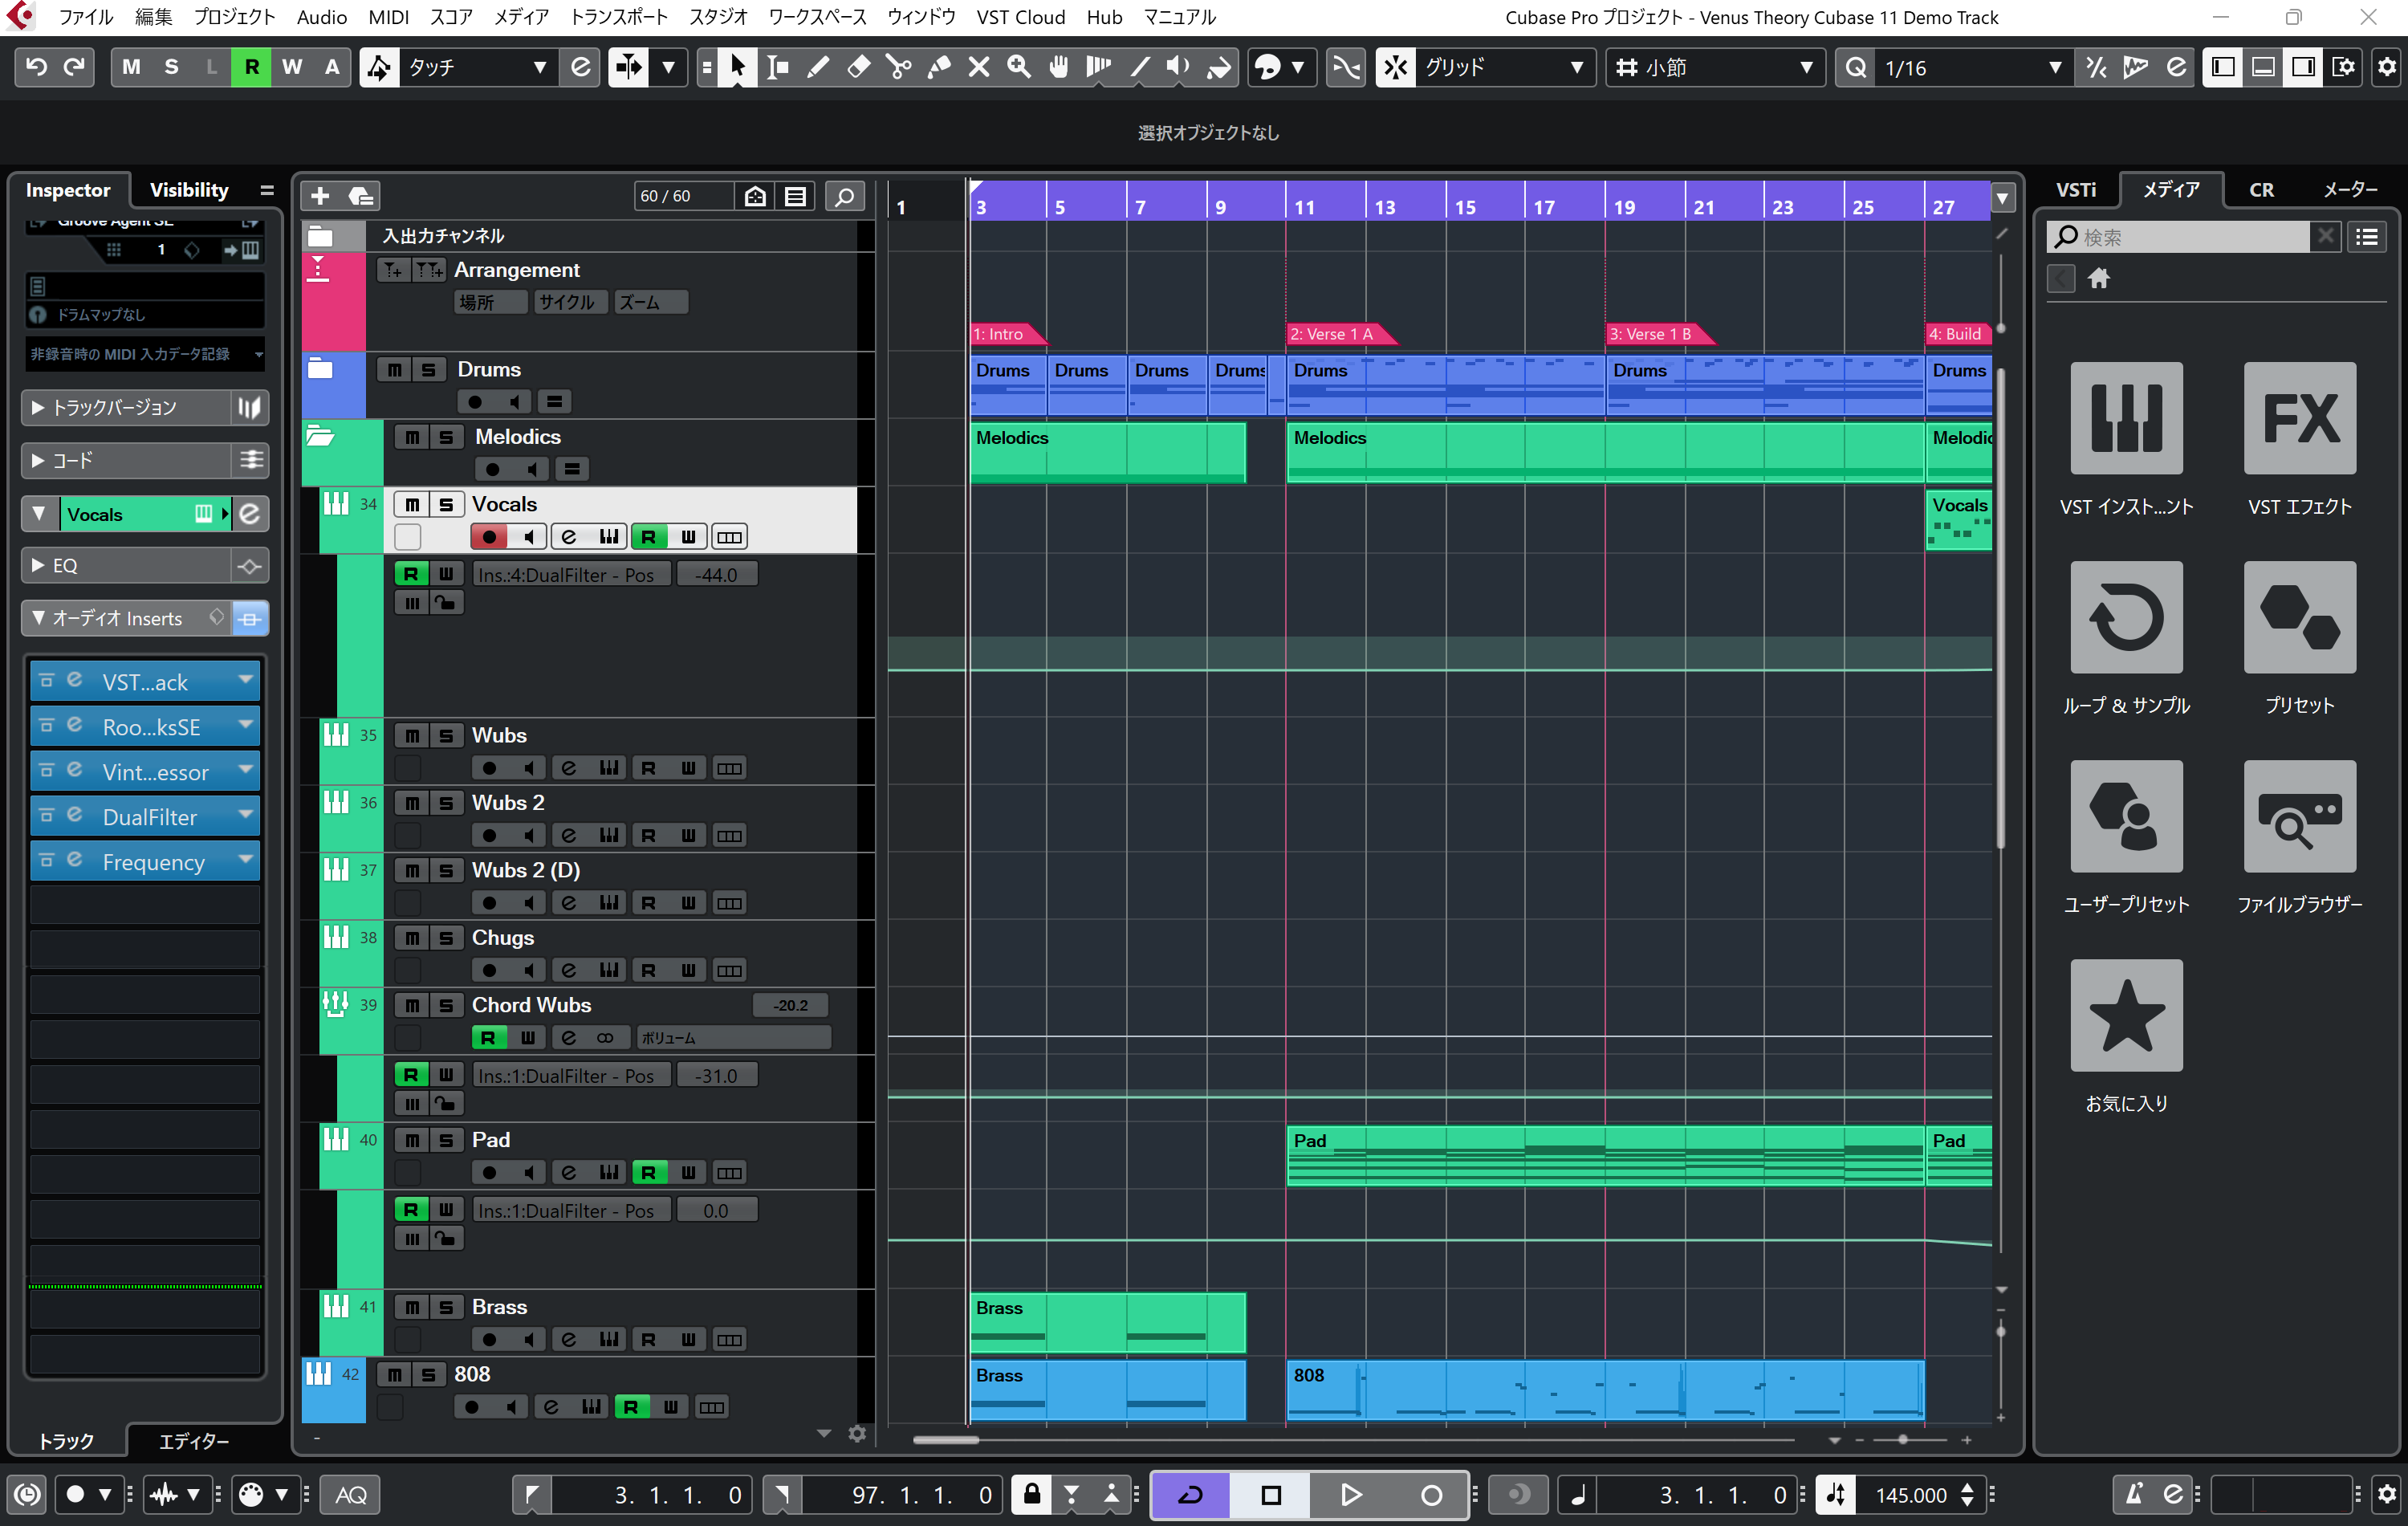 ファイル 編集 プロジェクト Audio MIDI スコア メディア トランスポート スタジオ ワークスペース ウィンドウ VST Cloud Hub マニュアル Cubase Pro プロジェクト - Venus Theory Cubase 11 Demo Track
M S L R W A タッチ グリッド 小節 Q 1/16
選択オブジェクトなし
Inspector Visibility
60 / 60
1 3 5 7 9 11 13 15 17 19 21 23 25 27
VSTi メディア CR メーター
Groove Agent SE
1
検索
入出力チャンネル
Arrangement
場所 サイクル ズーム
ドラムマップなし
1: Intro 2: Verse 1 A 3: Verse 1 B 4: Build
非録音時の MIDI 入力データ記録
M S Drums
Drums Drums Drums Drums Drums Drums Drums
トラックバージョン
M S Melodics
Melodics Melodics Melodic
コード
34 M S Vocals
Vocals
R W
Vocals
VST インスト...ント VST エフェクト
EQ
R W Ins.:4:DualFilter - Pos -44.0
オーディオ Inserts
VST...ack
Roo...ksSE
Vint...essor
DualFilter
Frequency
ループ & サンプル プリセット
35 M S Wubs
R W
36 M S Wubs 2
R W
37 M S Wubs 2 (D)
R W
ユーザープリセット ファイルブラウザー
38 M S Chugs
R W
39 M S Chord Wubs -20.2
R W ボリューム
R W Ins.:1:DualFilter - Pos -31.0
お気に入り
40 M S Pad
Pad Pad
R W
R W Ins.:1:DualFilter - Pos 0.0
41 M S Brass
Brass
R W
42 M S 808
Brass 808
R W
トラック エディター
AQ 3. 1. 1. 0 97. 1. 1. 0 3. 1. 1. 0 145.000
FX